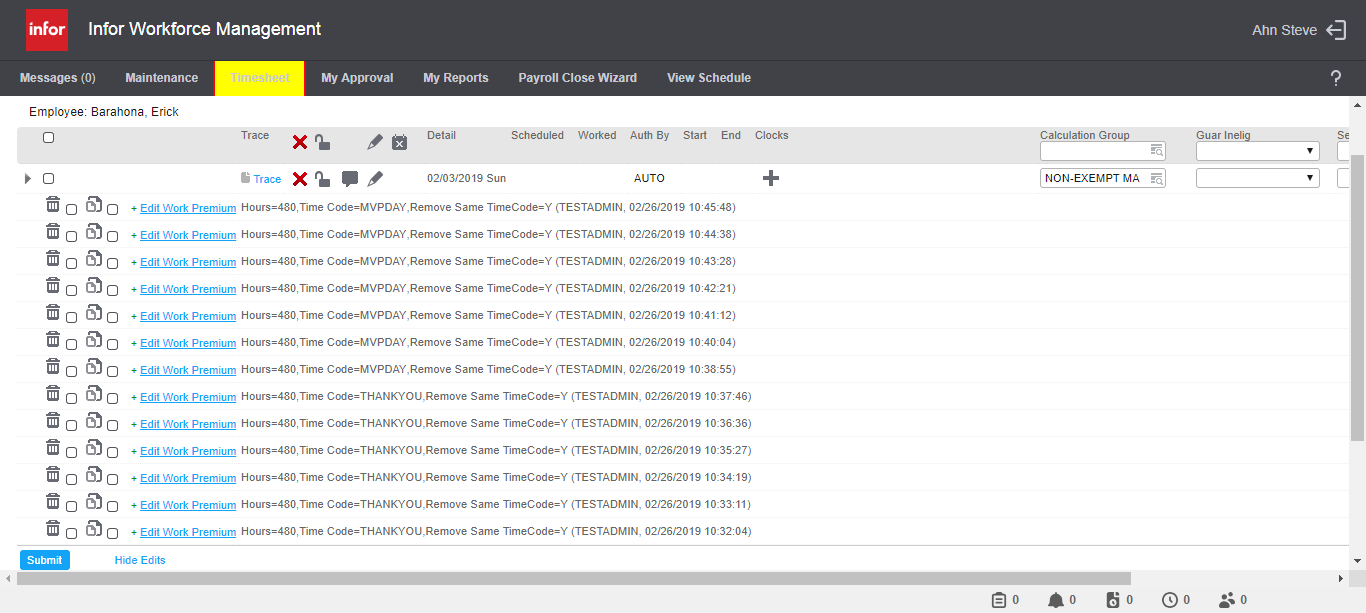 infor Infor Workforce Management Ahn Steve
Messages (0) Maintenance Timesheet My Approval My Reports Payroll Close Wizard View Schedule ?
Employee: Barahona, Erick
Trace Detail Scheduled Worked Auth By Start End Clocks Calculation Group Guar Inelig Se
Trace 02/03/2019 Sun AUTO NON-EXEMPT MA
+ Edit Work Premium Hours=480,Time Code=MVPDAY,Remove Same TimeCode=Y (TESTADMIN, 02/26/2019 10:45:48)
+ Edit Work Premium Hours=480,Time Code=MVPDAY,Remove Same TimeCode=Y (TESTADMIN, 02/26/2019 10:44:38)
+ Edit Work Premium Hours=480,Time Code=MVPDAY,Remove Same TimeCode=Y (TESTADMIN, 02/26/2019 10:43:28)
+ Edit Work Premium Hours=480,Time Code=MVPDAY,Remove Same TimeCode=Y (TESTADMIN, 02/26/2019 10:42:21)
+ Edit Work Premium Hours=480,Time Code=MVPDAY,Remove Same TimeCode=Y (TESTADMIN, 02/26/2019 10:41:12)
+ Edit Work Premium Hours=480,Time Code=MVPDAY,Remove Same TimeCode=Y (TESTADMIN, 02/26/2019 10:40:04)
+ Edit Work Premium Hours=480,Time Code=MVPDAY,Remove Same TimeCode=Y (TESTADMIN, 02/26/2019 10:38:55)
+ Edit Work Premium Hours=480,Time Code=THANKYOU,Remove Same TimeCode=Y (TESTADMIN, 02/26/2019 10:37:46)
+ Edit Work Premium Hours=480,Time Code=THANKYOU,Remove Same TimeCode=Y (TESTADMIN, 02/26/2019 10:36:36)
+ Edit Work Premium Hours=480,Time Code=THANKYOU,Remove Same TimeCode=Y (TESTADMIN, 02/26/2019 10:35:27)
+ Edit Work Premium Hours=480,Time Code=THANKYOU,Remove Same TimeCode=Y (TESTADMIN, 02/26/2019 10:34:19)
+ Edit Work Premium Hours=480,Time Code=THANKYOU,Remove Same TimeCode=Y (TESTADMIN, 02/26/2019 10:33:11)
+ Edit Work Premium Hours=480,Time Code=THANKYOU,Remove Same TimeCode=Y (TESTADMIN, 02/26/2019 10:32:04)
Submit Hide Edits
0 0 0 0 0